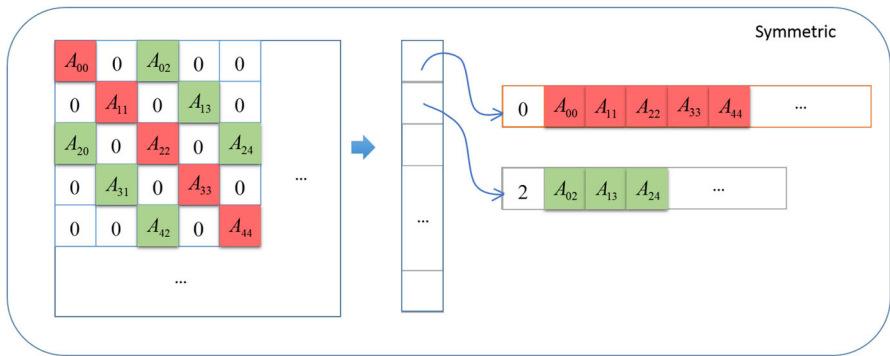 Symmetric
A₀₀ 0 A₀₂ 0 0
0 A₁₁ 0 A₁₃ 0
A₂₀ 0 A₂₂ 0 A₂₄
0 A₃₁ 0 A₃₃ 0
0 0 A₄₂ 0 A₄₄
...
...
...
0 A₀₀ A₁₁ A₂₂ A₃₃ A₄₄ ...
2 A₀₂ A₁₃ A₂₄ ...